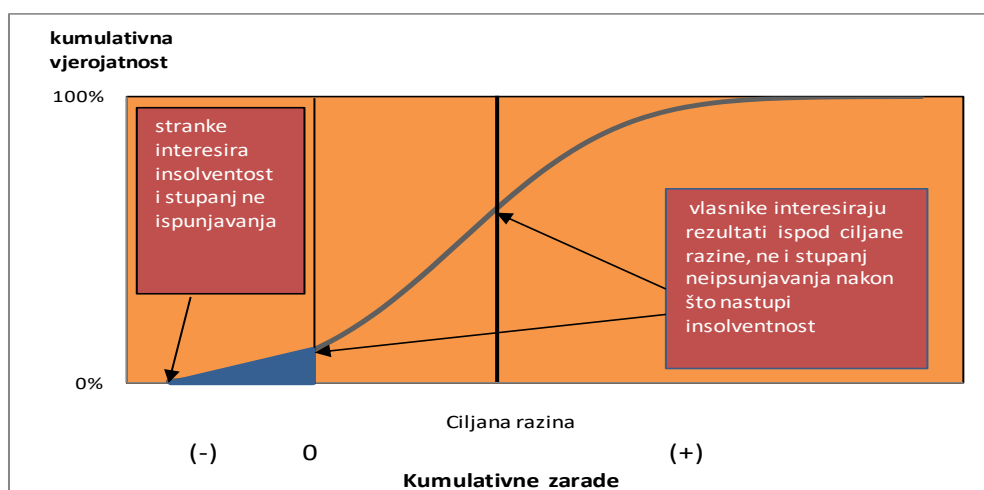 kumulativna
vjerojatnost
100%
stranke
interesira
insolventost
i stupanj ne
ispunjavanja
vlasnike interesiraju
rezultati ispod ciljane
razine, ne i stupanj
neipsunjavanja nakon
što nastupi
insolventnost
0%
Ciljana razina
(-) 0 (+)
Kumulativne zarade